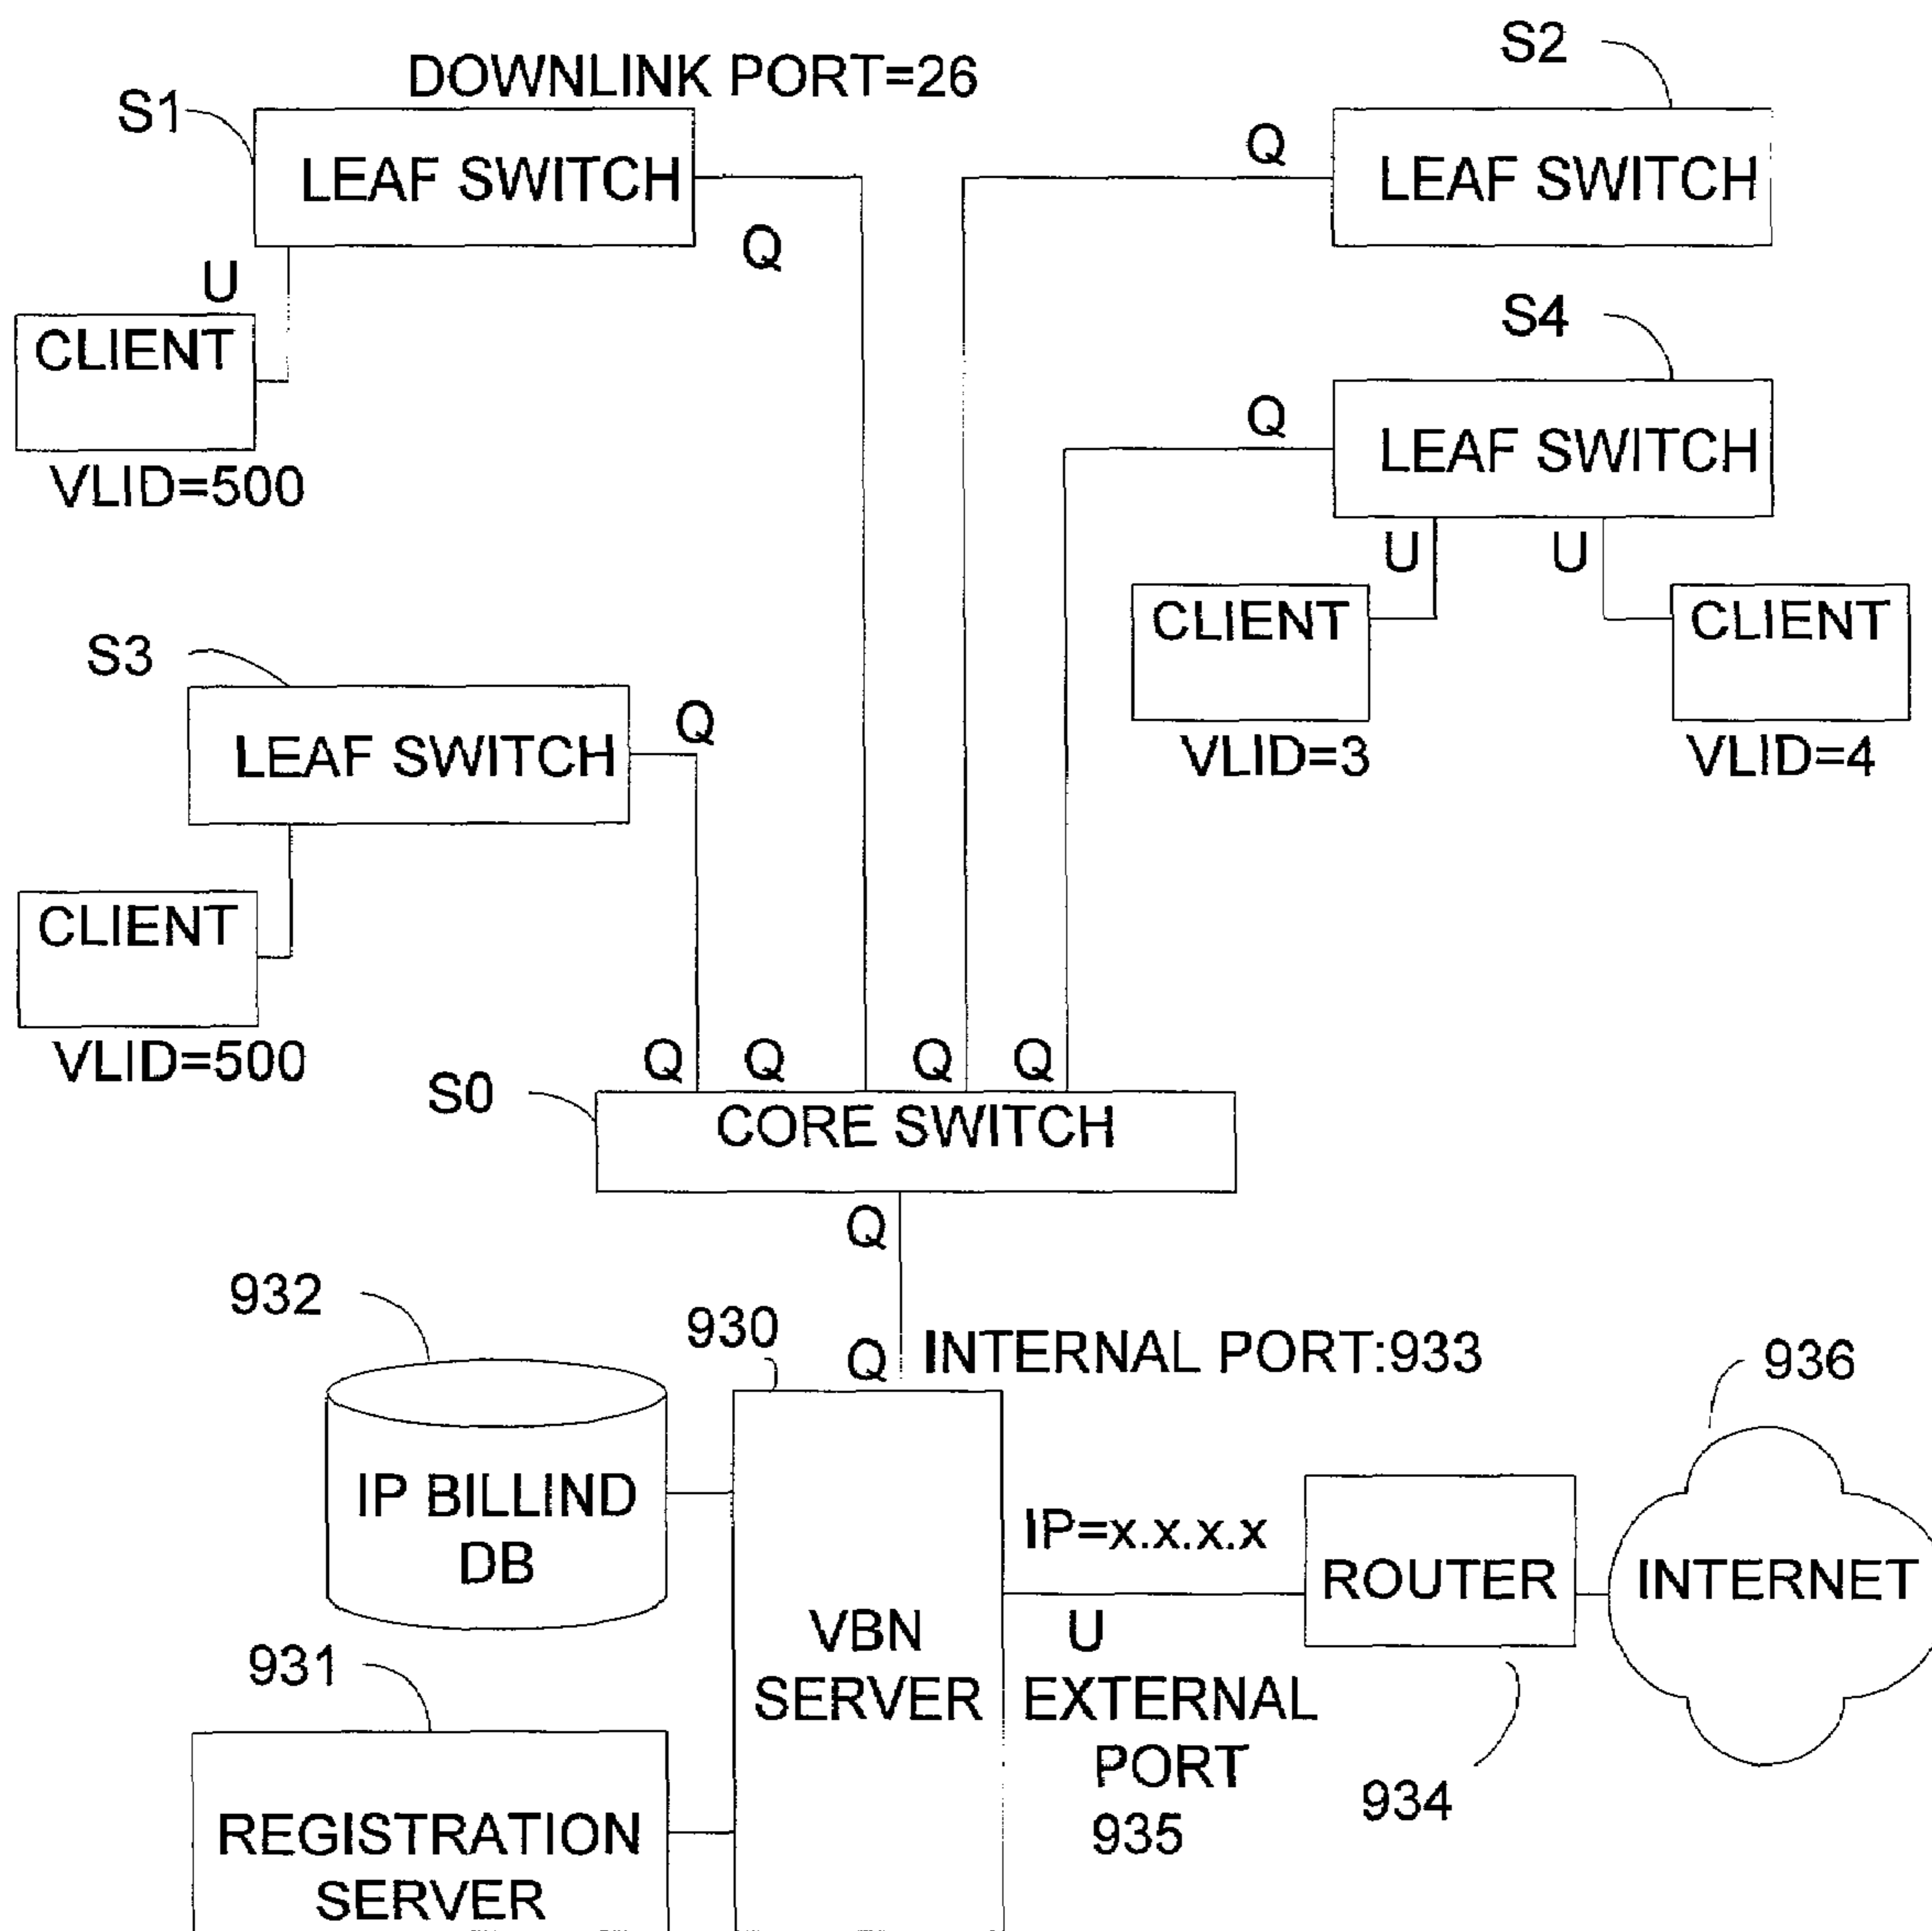 DOWNLINK PORT=26
S1
S2
LEAF SWITCH
Q
LEAF SWITCH
Q
U
CLIENT
VLID=500
S4
Q
LEAF SWITCH
U
U
CLIENT
CLIENT
VLID=3
VLID=4
S3
LEAF SWITCH
Q
CLIENT
VLID=500
Q
Q
Q
Q
S0
CORE SWITCH
Q
932
930
Q
INTERNAL PORT:933
936
IP BILLIND
DB
IP=x.x.x.x
ROUTER
INTERNET
VBN
SERVER
U
EXTERNAL
PORT
935
934
931
REGISTRATION
SERVER